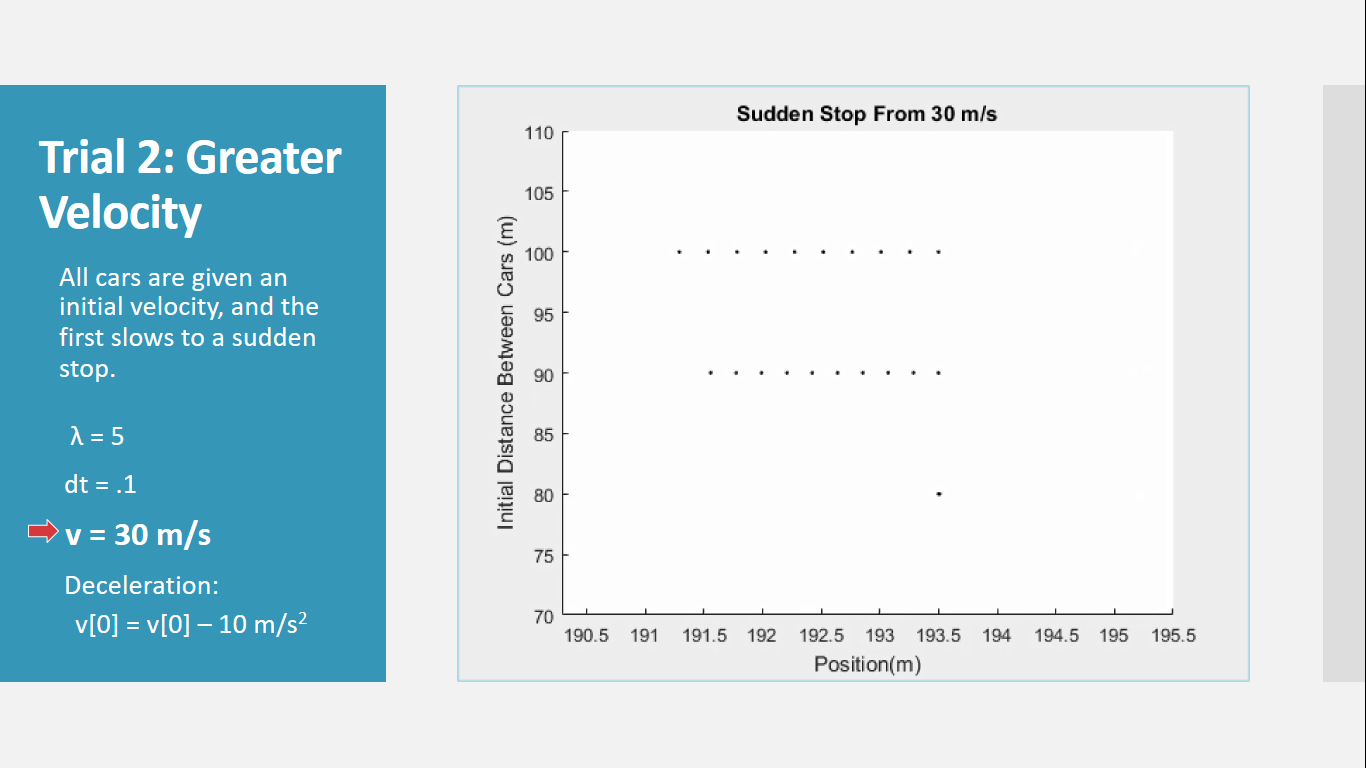 Trial 2: Greater
Velocity
All cars are given an
initial velocity, and the
first slows to a sudden
stop.
λ = 5
dt = .1
v = 30 m/s
Deceleration:
v[0] = v[0] – 10 m/s²
Sudden Stop From 30 m/s
Initial Distance Between Cars (m)
110
105
100
95
90
85
80
75
70
190.5 191 191.5 192 192.5 193 193.5 194 194.5 195 195.5
Position(m)